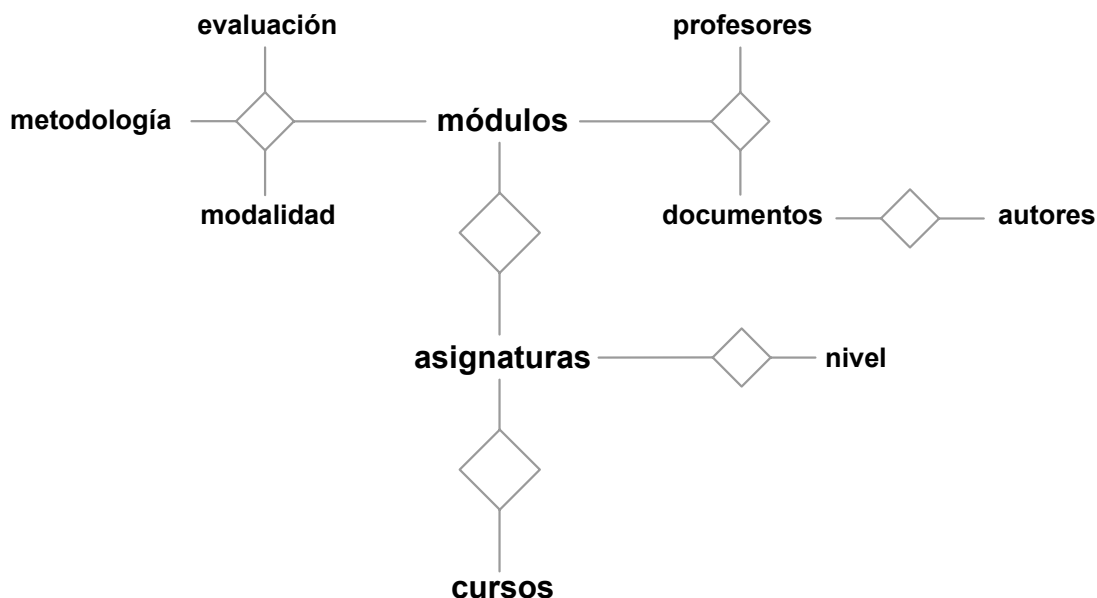 evaluación
profesores
metodología
módulos
modalidad
documentos
autores
asignaturas
nivel
cursos